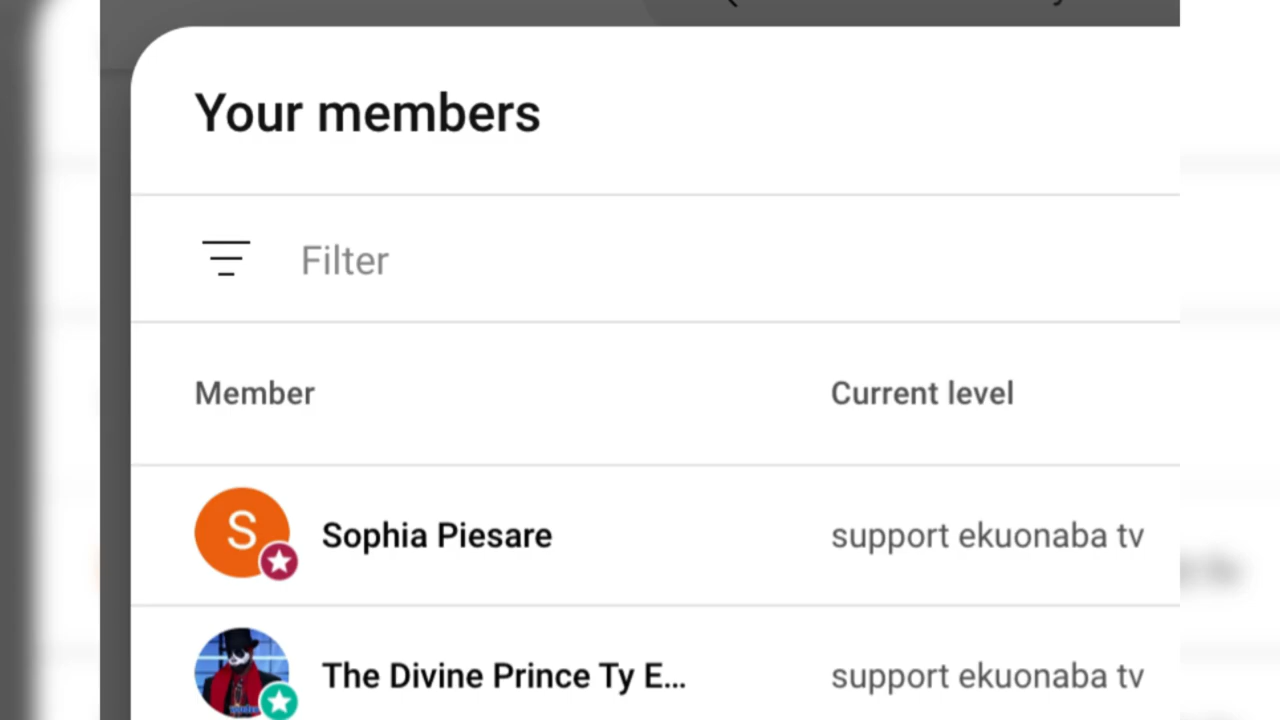 Your members
Filter
Member Current level
S Sophia Piesare support ekuonaba tv
The Divine Prince Ty E... support ekuonaba tv